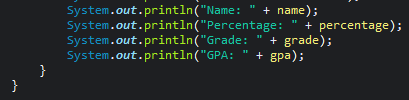 System.out.println("Name: " + name);
System.out.println("Percentage: " + percentage);
System.out.println("Grade: " + grade);
System.out.println("GPA: " + gpa);
}
}